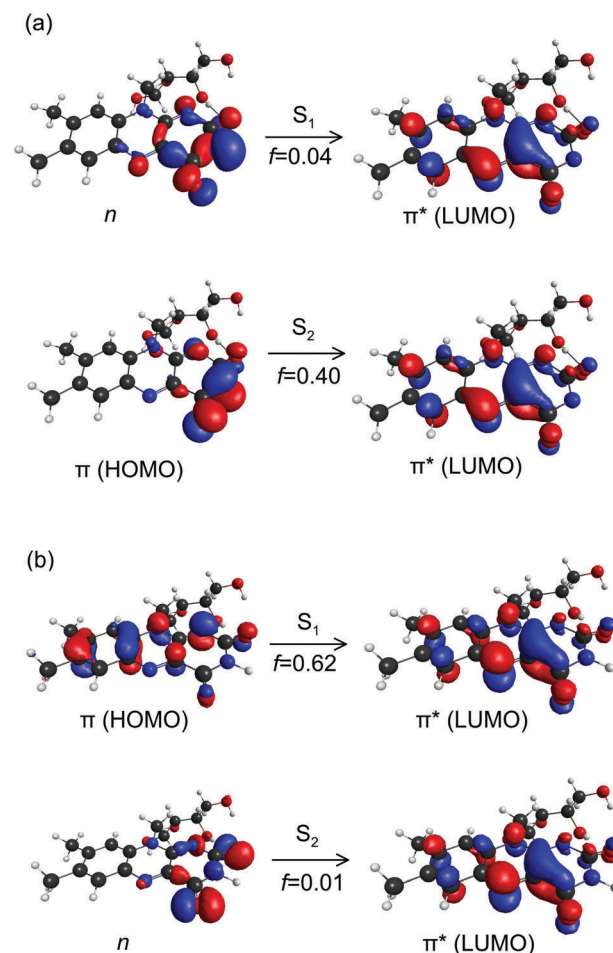 (a)
S₁
f=0.04
n
π* (LUMO)
S₂
f=0.40
π (HOMO)
π* (LUMO)
(b)
S₁
f=0.62
π (HOMO)
π* (LUMO)
S₂
f=0.01
n
π* (LUMO)